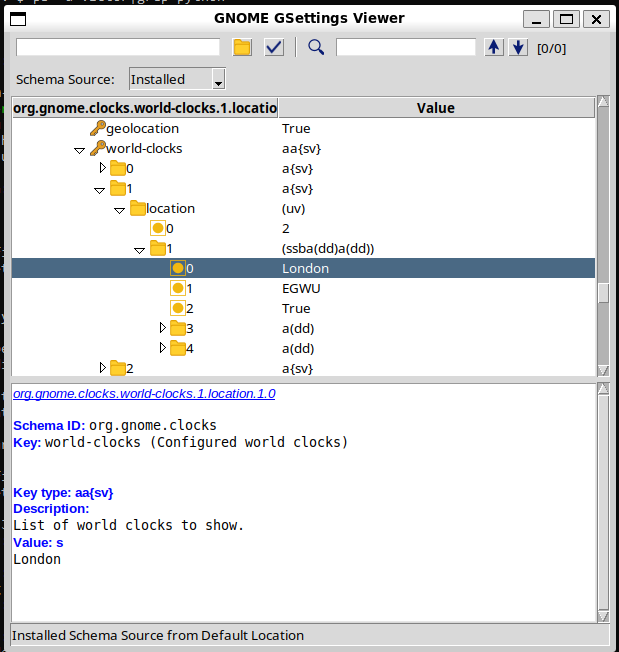 GNOME GSettings Viewer
[0/0]
Schema Source: Installed
org.gnome.clocks.world-clocks.1.locatio Value
geolocation True
world-clocks aa{sv}
0 a{sv}
1 a{sv}
location (uv)
0 2
1 (ssba(dd)a(dd))
0 London
1 EGWU
2 True
3 a(dd)
4 a(dd)
2 a{sv}
org.gnome.clocks.world-clocks.1.location.1.0
Schema ID: org.gnome.clocks
Key: world-clocks (Configured world clocks)
Key type: aa{sv}
Description:
List of world clocks to show.
Value: s
London
Installed Schema Source from Default Location